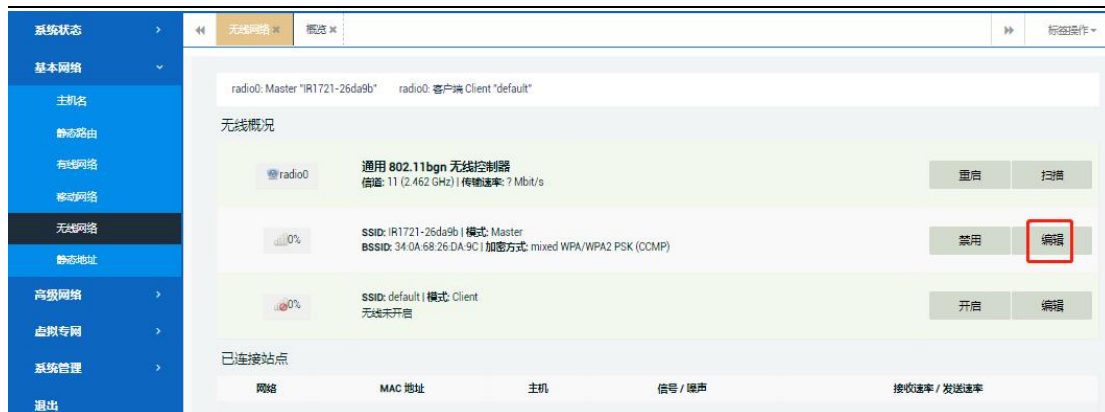 系统状态
无线网络 概览 标签操作
基本网络
主机名
静态路由
有线网络
移动网络
无线网络
静态地址
高级网络
虚拟专网
系统管理
退出
radio0: Master "IR1721-26da9b" radio0: 客户端 Client "default"
无线概况
radio0
通用 802.11bgn 无线控制器
信道: 11 (2.462 GHz) | 传输速率: ? Mbit/s
重启 扫描
0%
SSID: IR1721-26da9b | 模式: Master
BSSID: 34:0A:68:26:DA:9C | 加密方式: mixed WPA/WPA2 PSK (CCMP)
禁用 编辑
0%
SSID: default | 模式: Client
无线未开启
开启 编辑
已连接站点
网络 MAC 地址 主机 信号 / 噪声 接收速率 / 发送速率